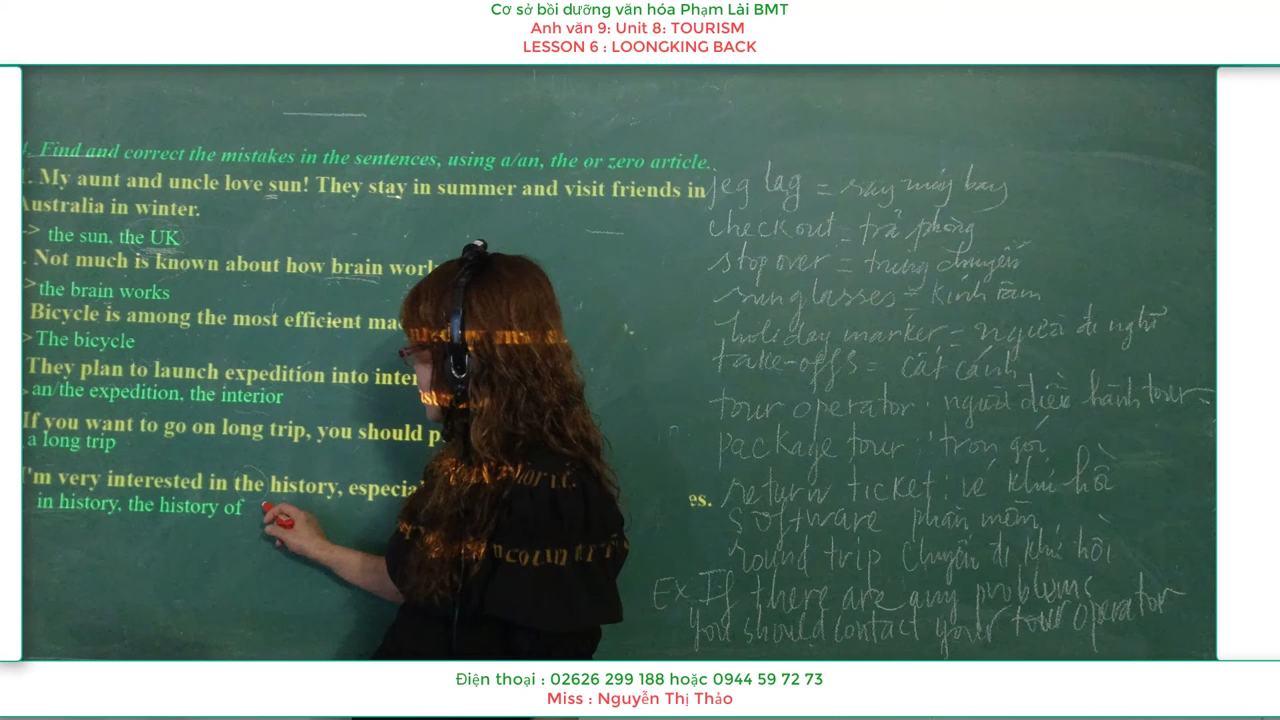 Cơ sở bồi dưỡng văn hóa Phạm Lài BMT
Anh văn 9: Unit 8: TOURISM
LESSON 6 : LOONGKING BACK
Find and correct the mistakes in the sentences, using a/an, the or zero article.
My aunt and uncle love sun! They stay in summer and visit friends in
Australia in winter.
the sun, the UK
Not much is known about how brain
the brain works
Bicycle is among the most efficient
The bicycle
They plan to launch expedition into
an/the expedition, the interior
If you want to go on long trip, you should
a long trip
I'm very interested in the history,
in history, the history of
es.
jeg lag = say máy bay
check out = trả phòng
stop over = trung chuyển
sunglasses = kính râm
holiday marker = người đi nghỉ
take-offs = cất cánh
tour operator : người điều hành tour
package tour : trọn gói
return ticket : vé khứ hồi
software phần mềm
round trip chuyến đi khứ hồi
Ex If there are any problems
you should contact your tour operator
Điện thoại : 02626 299 188 hoặc 0944 59 72 73
Miss : Nguyễn Thị Thảo